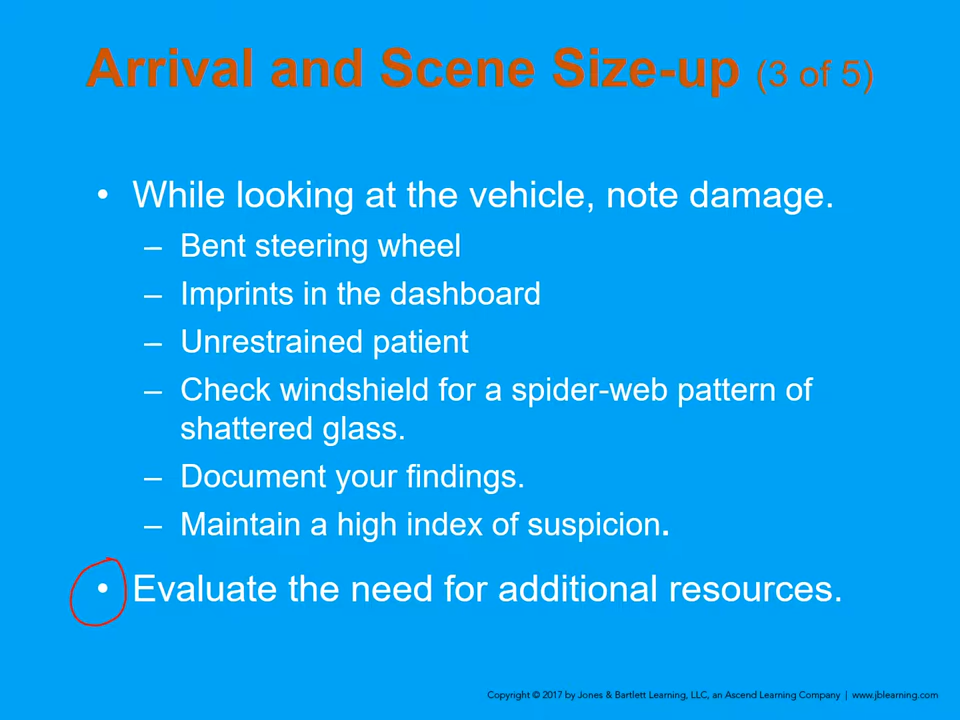 Arrival and Scene Size-up (3 of 5)
• While looking at the vehicle, note damage.
– Bent steering wheel
– Imprints in the dashboard
– Unrestrained patient
– Check windshield for a spider-web pattern of
shattered glass.
– Document your findings.
– Maintain a high index of suspicion.
• Evaluate the need for additional resources.
Copyright © 2017 by Jones & Bartlett Learning, LLC, an Ascend Learning Company | www.jblearning.com